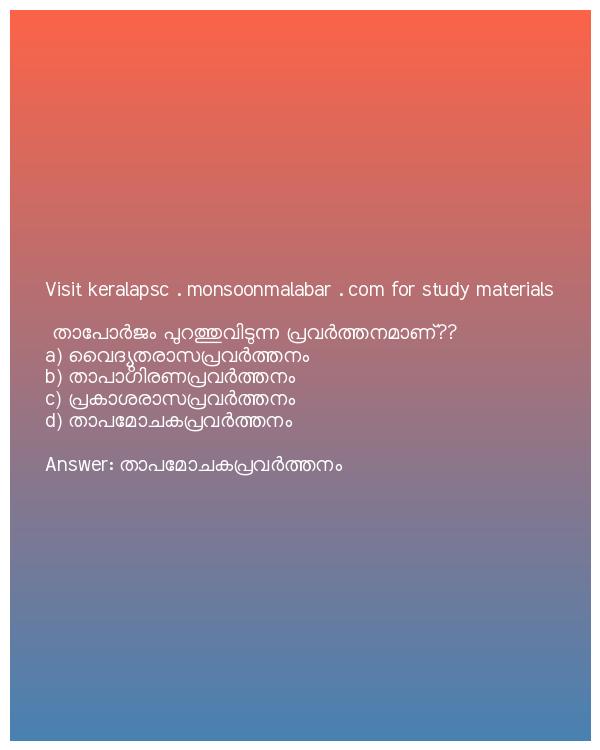 Visit keralapsc . monsoonmalabar . com for study materials
താപോർജം പുറത്തുവിടുന്ന പ്രവർത്തനമാണ്??
a) വൈദ്യുതരാസപ്രവർത്തനം
b) താപാഗിരണപ്രവർത്തനം
c) പ്രകാശരാസപ്രവർത്തനം
d) താപമോചകപ്രവർത്തനം
Answer: താപമോചകപ്രവർത്തനം